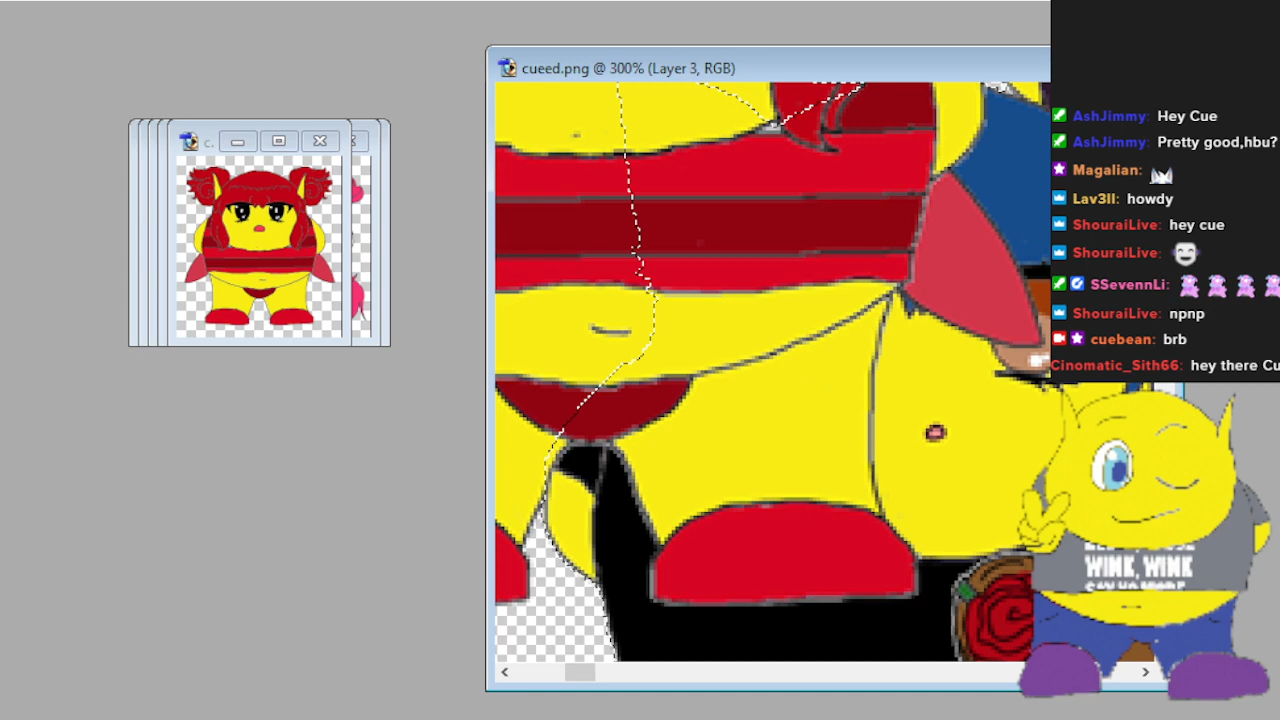 cueed.png @ 300% (Layer 3, RGB)
c.
AshJimmy: Hey Cue
AshJimmy: Pretty good,hbu?
Magalian:
Lav3ll: howdy
ShouraiLive: hey cue
ShouraiLive:
SSevennLi:
ShouraiLive: npnp
cuebean: brb
Cinomatic_Sith66: hey there Cu
WINK, WINK